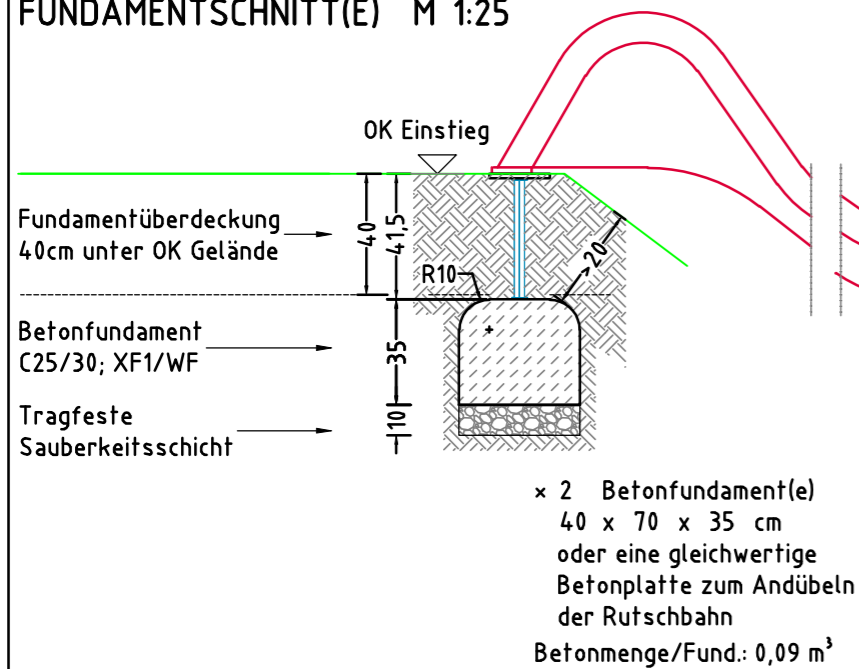 FUNDAMENTSCHNITT(E) M 1:25
OK Einstieg
Fundamentüberdeckung
40cm unter OK Gelände
40
41,5
>20
R10
Betonfundament
C25/30; XF1/WF
35
Tragfeste
Sauberkeitsschicht
10
× 2 Betonfundament(e)
40 x 70 x 35 cm
oder eine gleichwertige
Betonplatte zum Andübeln
der Rutschbahn
Betonmenge/Fund.: 0,09 m³